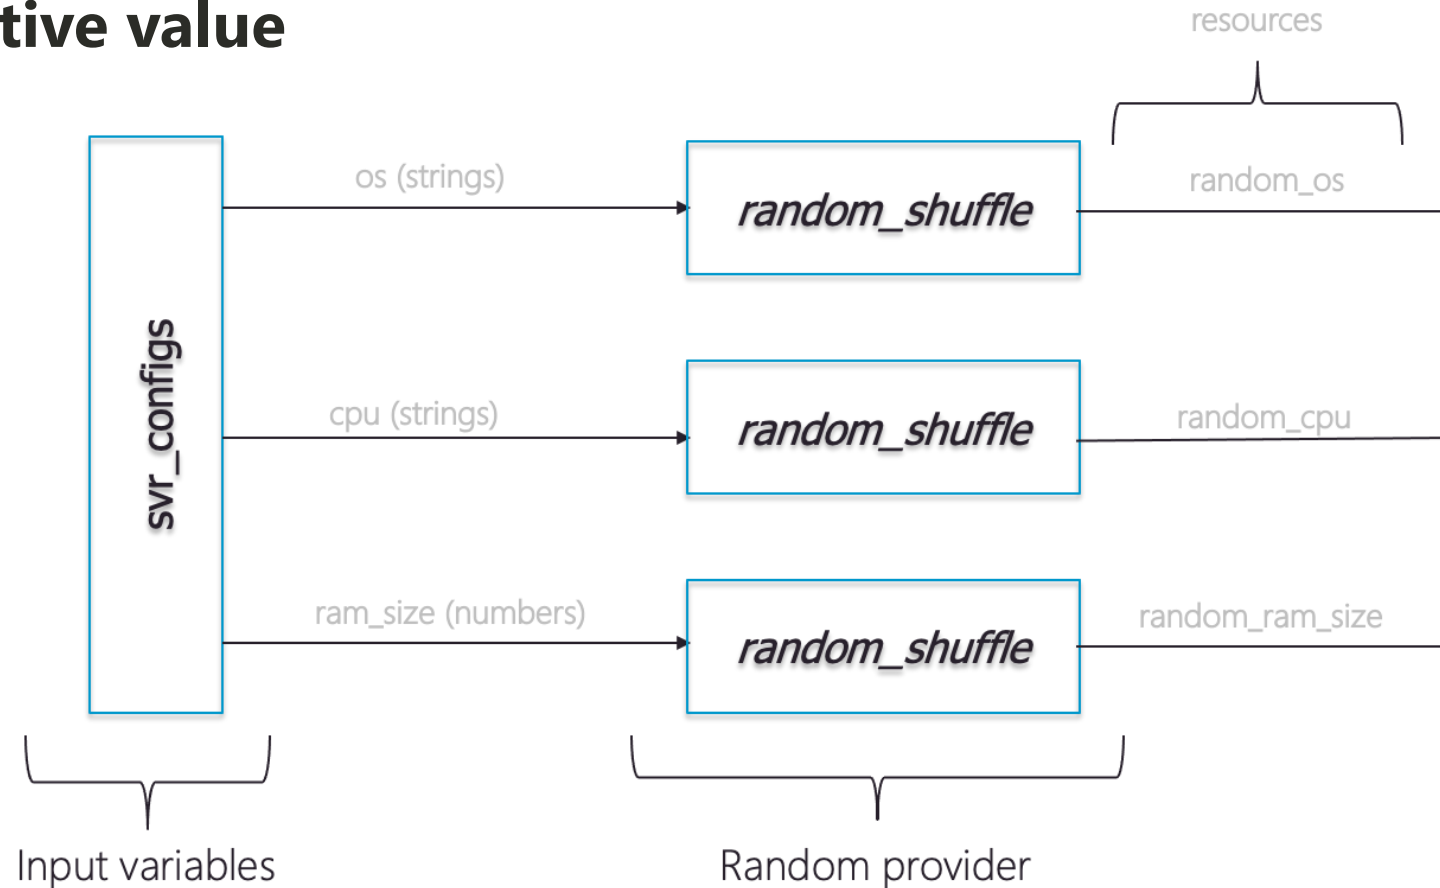 tive value
resources
os (strings)
random_shuffle
random_os
svr_configs
cpu (strings)
random_shuffle
random_cpu
ram_size (numbers)
random_shuffle
random_ram_size
Input variables
Random provider